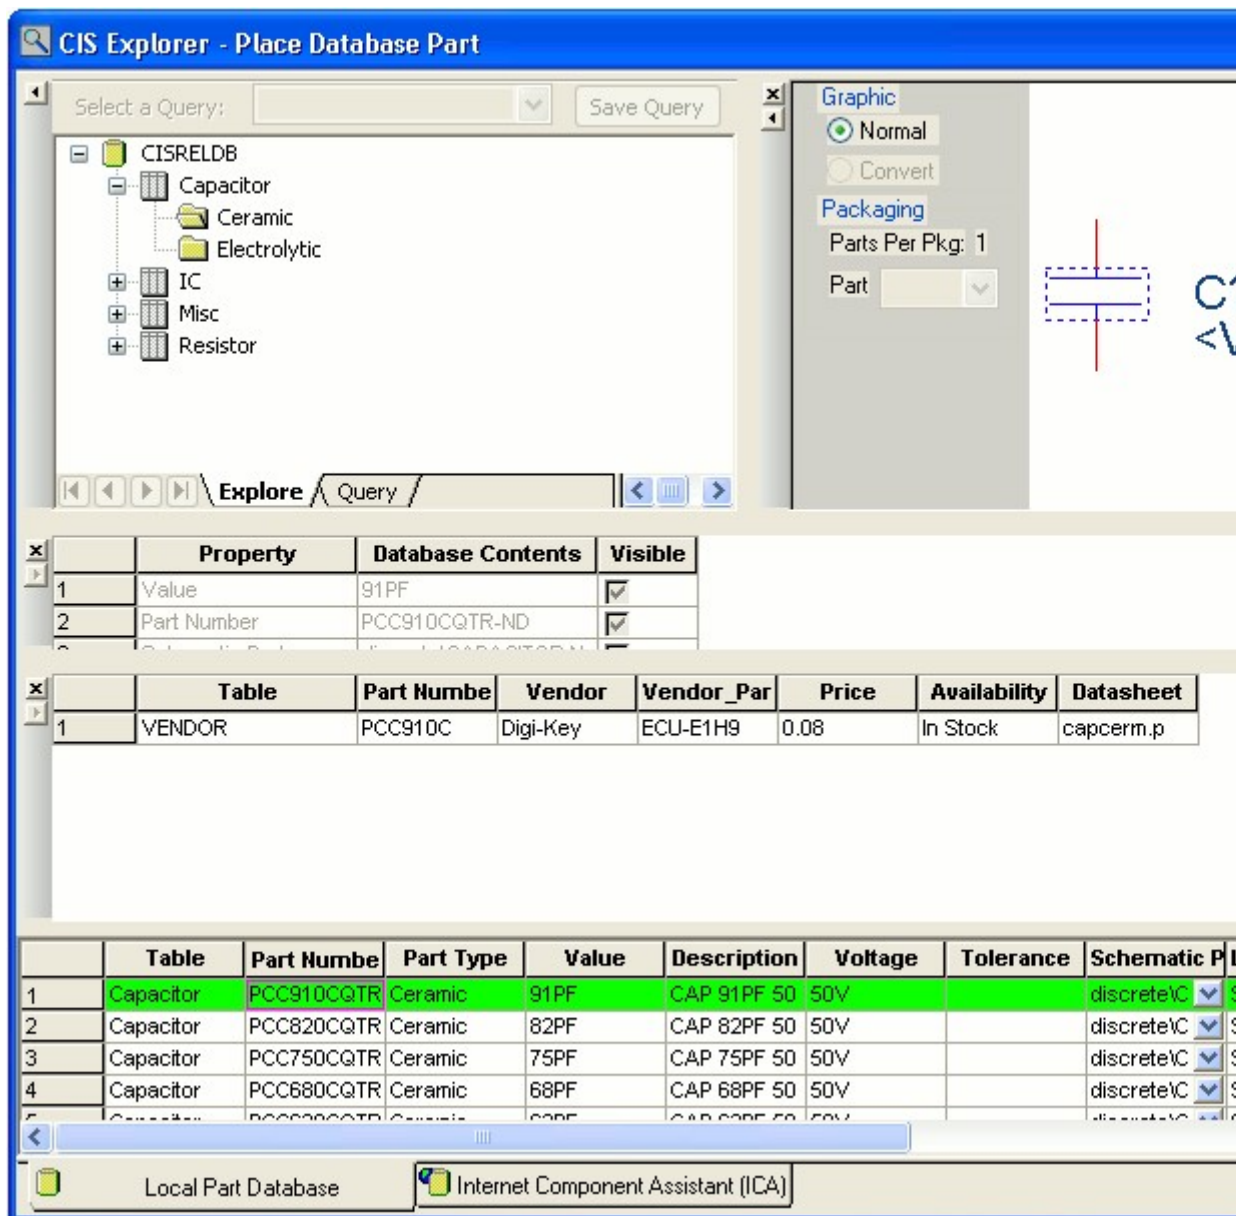 CIS Explorer - Place Database Part
Select a Query:
Save Query
CISRELDB
Capacitor
Ceramic
Electrolytic
IC
Misc
Resistor
Explore Query
Graphic
Normal
Convert
Packaging
Parts Per Pkg: 1
Part
C?
<V
Property Database Contents Visible
1 Value 91PF
2 Part Number PCC910CQTR-ND
Table Part Numbe Vendor Vendor_Par Price Availability Datasheet
1 VENDOR PCC910C Digi-Key ECU-E1H9 0.08 In Stock capcerm.p
Table Part Numbe Part Type Value Description Voltage Tolerance Schematic P
1 Capacitor PCC910CQTR Ceramic 91PF CAP 91PF 50 50V discrete\C
2 Capacitor PCC820CQTR Ceramic 82PF CAP 82PF 50 50V discrete\C
3 Capacitor PCC750CQTR Ceramic 75PF CAP 75PF 50 50V discrete\C
4 Capacitor PCC680CQTR Ceramic 68PF CAP 68PF 50 50V discrete\C
Local Part Database Internet Component Assistant (ICA)